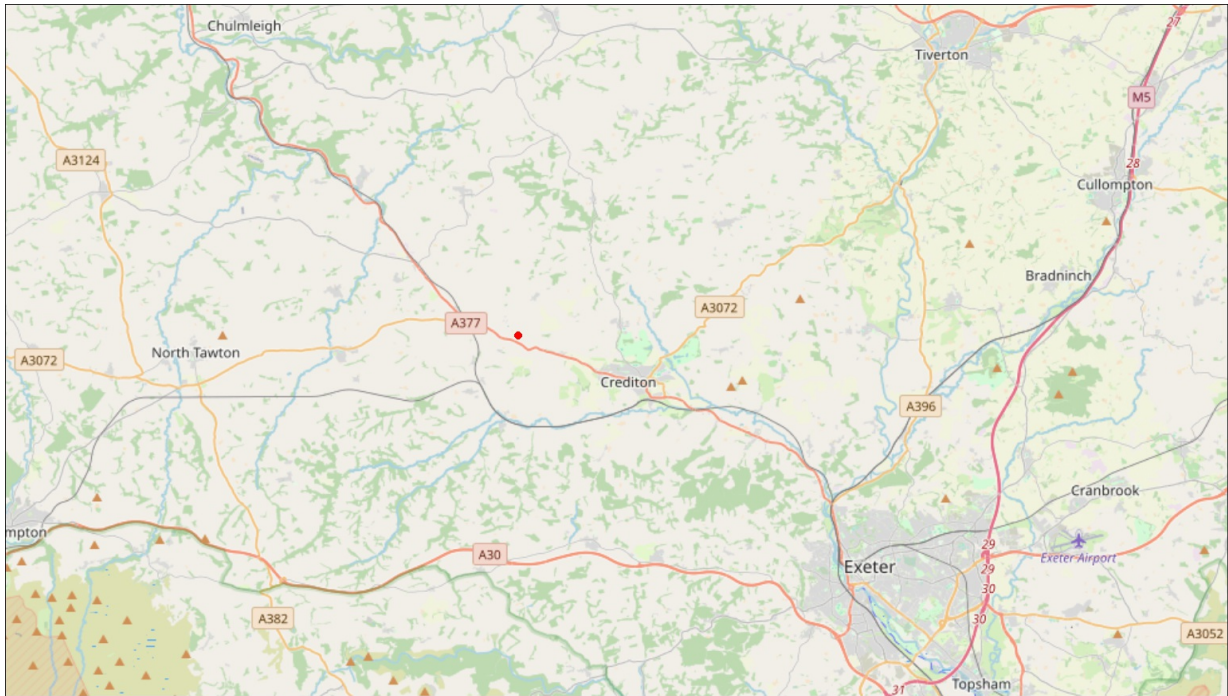 Chulmleigh
27
Tiverton
M5
A3124
28
Cullompton
Bradninch
A3072
A377
North Tawton
A3072
Crediton
A396
Cranbrook
mpton
29
A30
Exeter Airport
Exeter
29
30
A382
30
A3052
Topsham
31